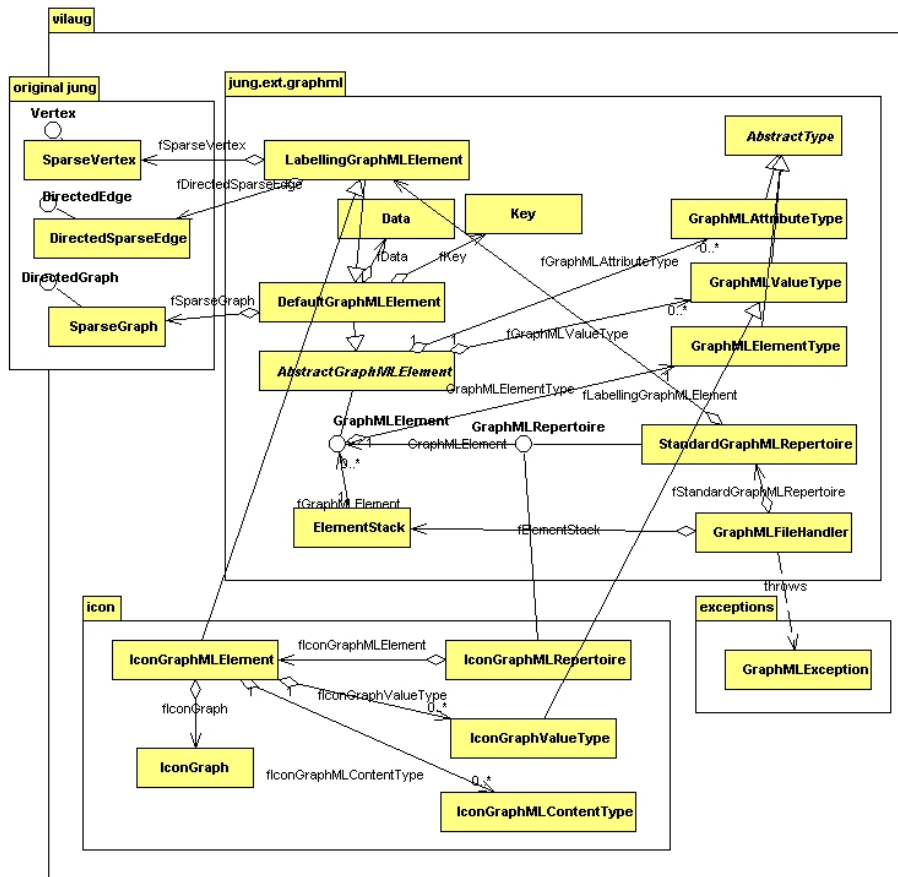 vilaug
original jung
jung.ext.graphml
Vertex
SparseVertex
fSparseVertex
LabellingGraphMLElement
AbstractType
fDirectedSparseEdge
DirectedEdge
DirectedSparseEdge
Data
Key
GraphMLAttributeType
0..*
fData
fKey
fGraphMLAttributeType
DirectedGraph
fSparseGraph
DefaultGraphMLElement
GraphMLValueType
SparseGraph
0..*
1
1
fGraphMLValueType
GraphMLElementType
AbstractGraphMLElement
1
GraphMLElementType
fLabellingGraphMLElement
GraphMLElement
GraphMLRepertoire
1
GraphMLElement
StandardGraphMLRepertoire
0..*
fStandardGraphMLRepertoire
1
fGraphMLElement
ElementStack
fElementStack
GraphMLFileHandler
throws
icon
exceptions
IconGraphMLElement
fIconGraphMLElement
IconGraphMLRepertoire
GraphMLException
1
1
fIconGraphValueType
0..*
fIconGraph
IconGraphValueType
IconGraph
fIconGraphMLContentType
0..*
IconGraphMLContentType